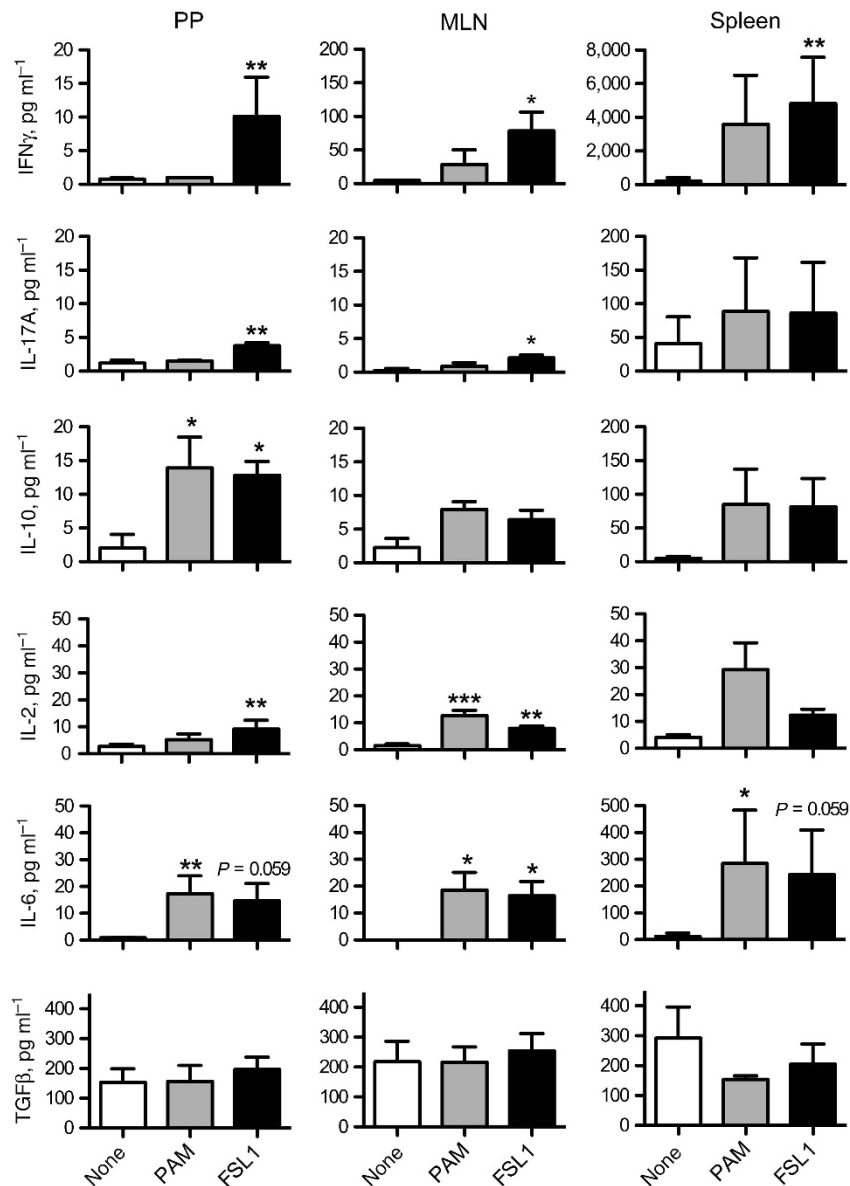 PP MLN Spleen
IFNγ, pg ml⁻¹
20 15 10 5 0
**
200 150 100 50 0
*
8,000 6,000 4,000 2,000 0
**
IL-17A, pg ml⁻¹
20 15 10 5 0
**
20 15 10 5 0
*
200 150 100 50 0
IL-10, pg ml⁻¹
20 15 10 5 0
* *
20 15 10 5 0
200 150 100 50 0
IL-2, pg ml⁻¹
50 40 30 20 10 0
**
50 40 30 20 10 0
*** **
50 40 30 20 10 0
IL-6, pg ml⁻¹
50 40 30 20 10 0
** P = 0.059
50 40 30 20 10 0
* *
500 400 300 200 100 0
* P = 0.059
TGFβ, pg ml⁻¹
400 300 200 100 0
400 300 200 100 0
400 300 200 100 0
None PAM FSL1 None PAM FSL1 None PAM FSL1